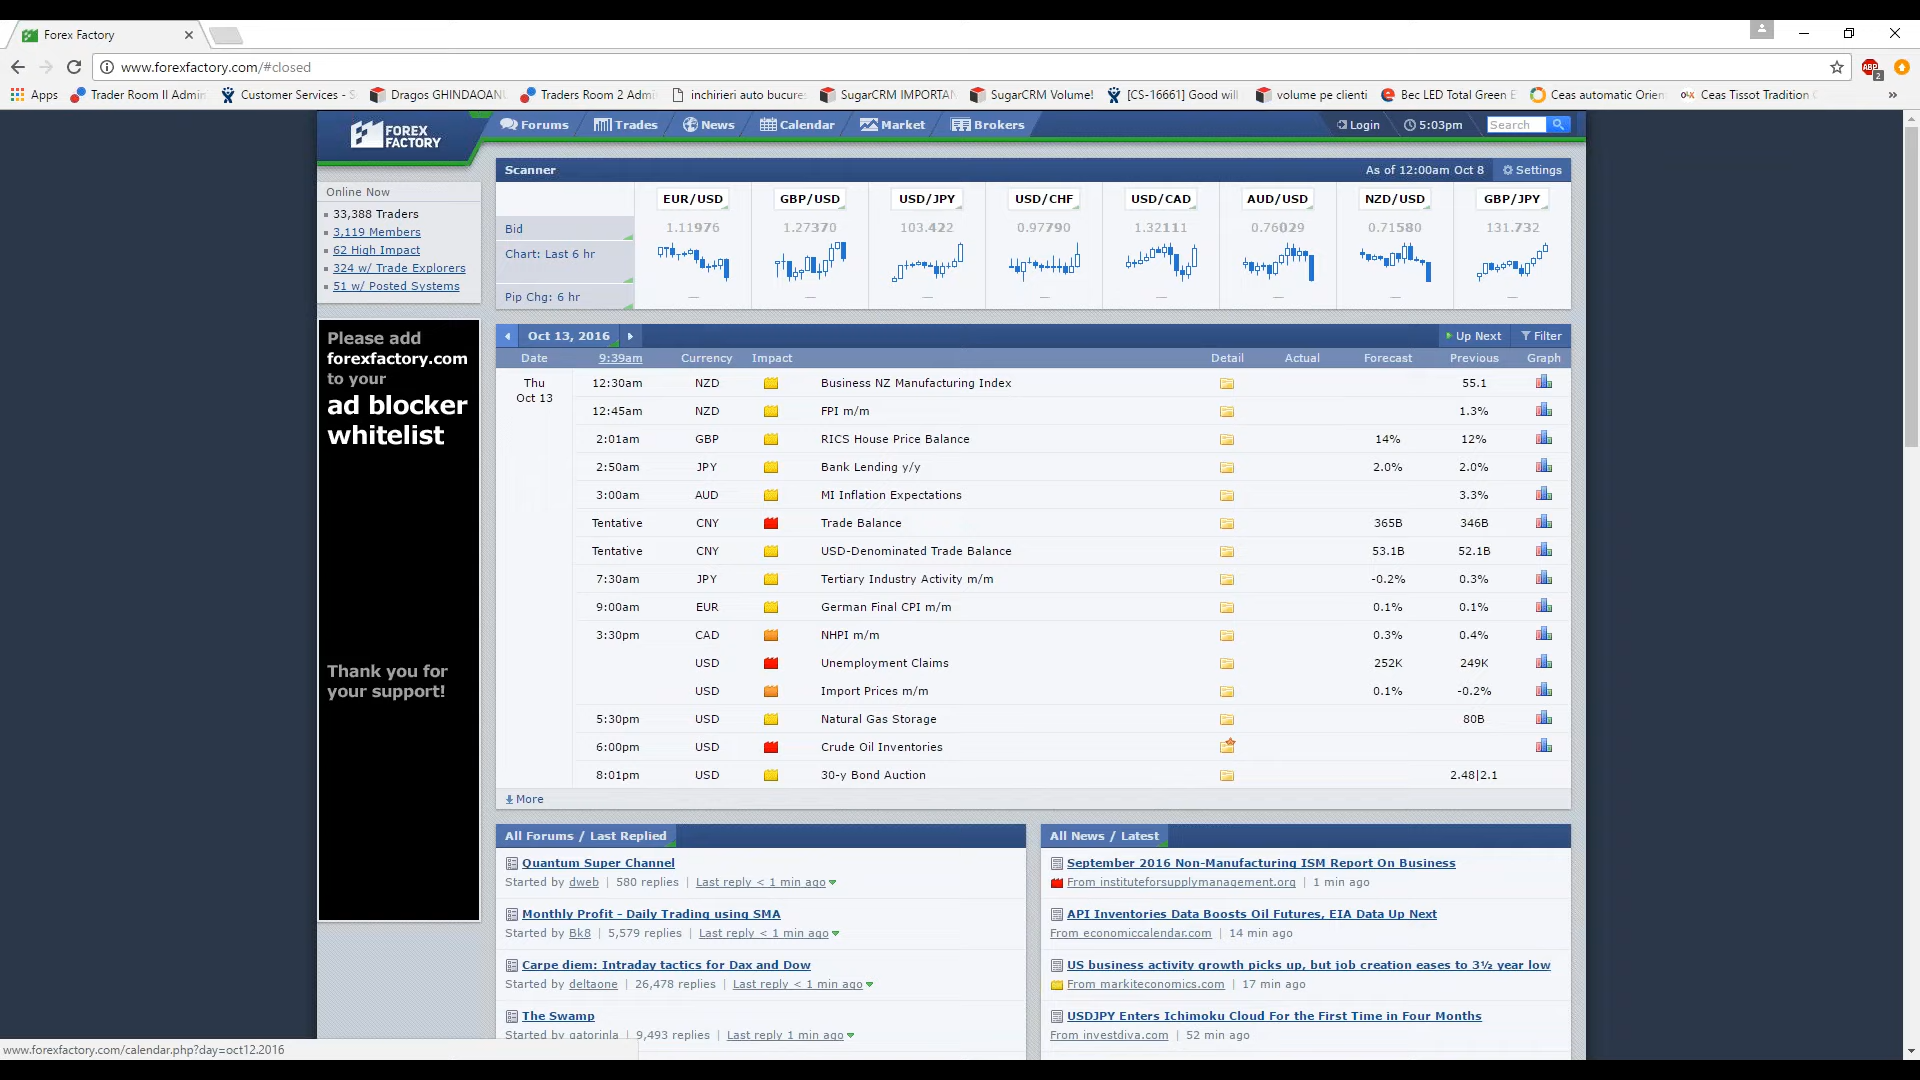 Forex Factory
www.forexfactory.com/#closed
Apps Trader Room II Admin Customer Services - S Dragos GHINDAOANU Traders Room 2 Admi inchirieri auto bucure SugarCRM IMPORTAN SugarCRM Volume! [CS-16661] Good will volume pe clienti Bec LED Total Green E Ceas automatic Orien Ceas Tissot Tradition
FOREX FACTORY
Forums Trades News Calendar Market Brokers Login 5:03pm Search
Online Now
33,388 Traders
3,119 Members
62 High Impact
324 w/ Trade Explorers
51 w/ Posted Systems
Please add
forexfactory.com
to your
ad blocker
whitelist
Thank you for
your support!
Scanner As of 12:00am Oct 8 Settings
EUR/USD GBP/USD USD/JPY USD/CHF USD/CAD AUD/USD NZD/USD GBP/JPY
Bid 1.11976 1.27370 103.422 0.97790 1.32111 0.76029 0.71580 131.732
Chart: Last 6 hr
Pip Chg: 6 hr — — — — — — — —
Oct 13, 2016 Up Next Filter
Date 9:39am Currency Impact Detail Actual Forecast Previous Graph
Thu 12:30am NZD Business NZ Manufacturing Index 55.1
Oct 13
12:45am NZD FPI m/m 1.3%
2:01am GBP RICS House Price Balance 14% 12%
2:50am JPY Bank Lending y/y 2.0% 2.0%
3:00am AUD MI Inflation Expectations 3.3%
Tentative CNY Trade Balance 365B 346B
Tentative CNY USD-Denominated Trade Balance 53.1B 52.1B
7:30am JPY Tertiary Industry Activity m/m -0.2% 0.3%
9:00am EUR German Final CPI m/m 0.1% 0.1%
3:30pm CAD NHPI m/m 0.3% 0.4%
USD Unemployment Claims 252K 249K
USD Import Prices m/m 0.1% -0.2%
5:30pm USD Natural Gas Storage 80B
6:00pm USD Crude Oil Inventories
8:01pm USD 30-y Bond Auction 2.48|2.1
More
All Forums / Last Replied
Quantum Super Channel
Started by dweb | 580 replies | Last reply < 1 min ago
Monthly Profit - Daily Trading using SMA
Started by Bk8 | 5,579 replies | Last reply < 1 min ago
Carpe diem: Intraday tactics for Dax and Dow
Started by deltaone | 26,478 replies | Last reply < 1 min ago
The Swamp
Started by gatorinla | 9,493 replies | Last reply 1 min ago
All News / Latest
September 2016 Non-Manufacturing ISM Report On Business
From instituteforsupplymanagement.org | 1 min ago
API Inventories Data Boosts Oil Futures, EIA Data Up Next
From economiccalendar.com | 14 min ago
US business activity growth picks up, but job creation eases to 3½ year low
From markiteconomics.com | 17 min ago
USDJPY Enters Ichimoku Cloud For the First Time in Four Months
From investdiva.com | 52 min ago
www.forexfactory.com/calendar.php?day=oct12.2016